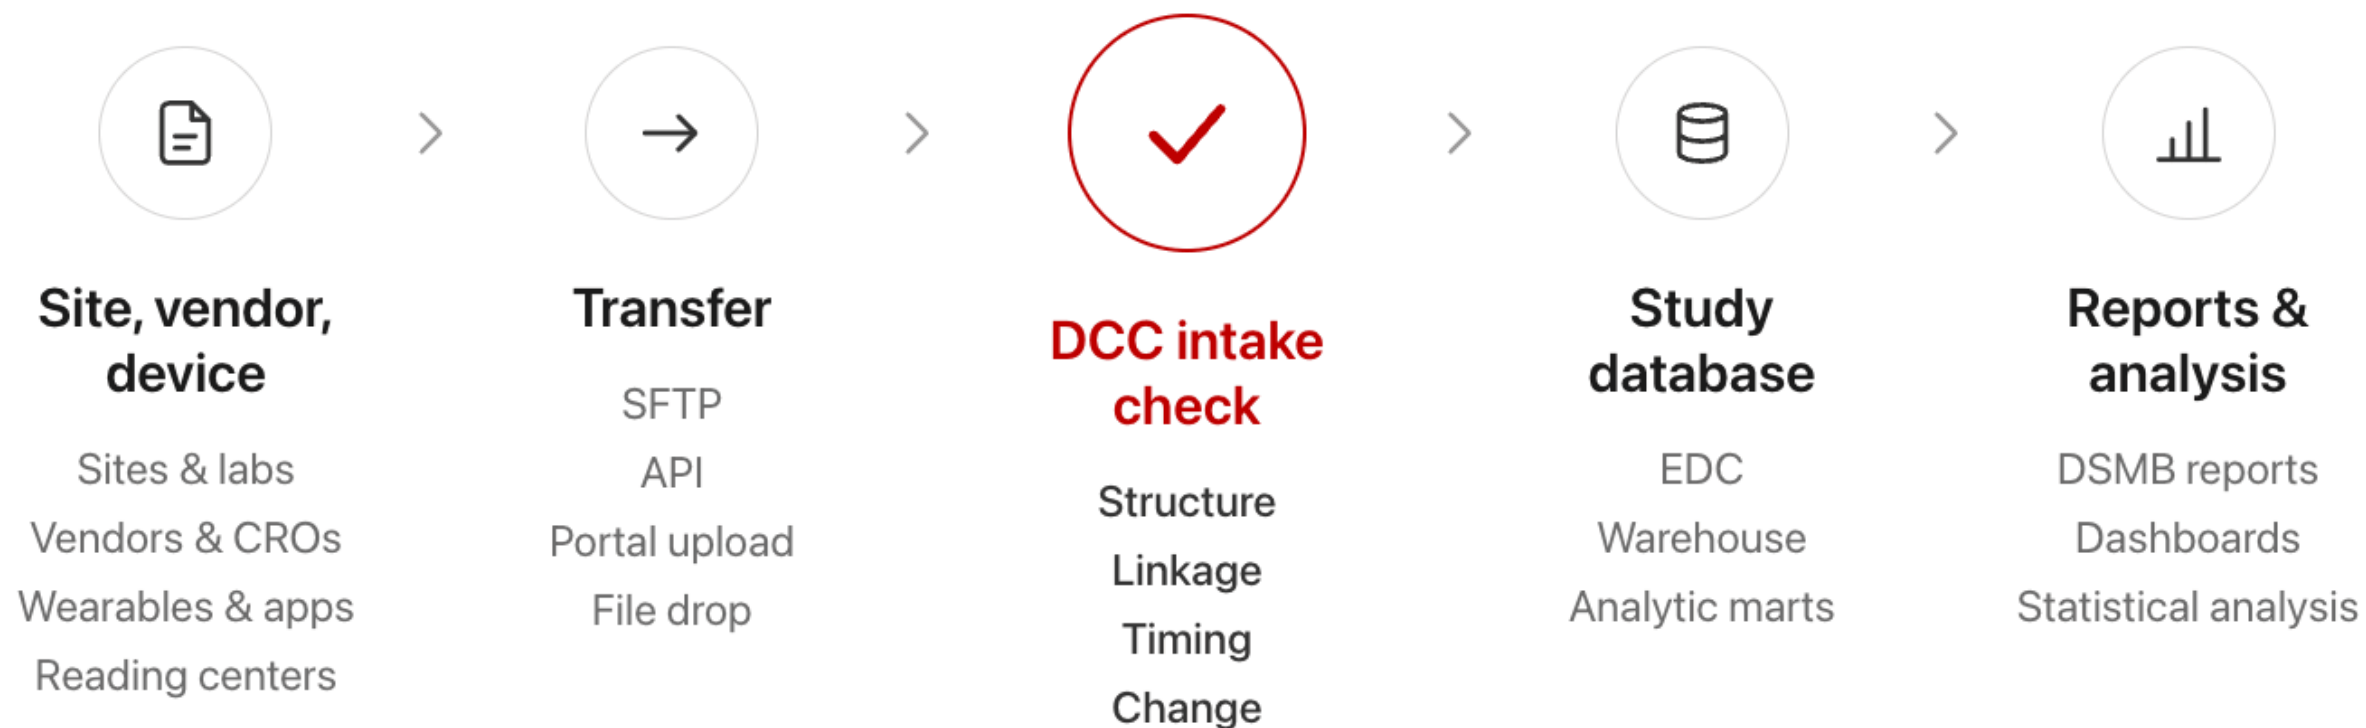 Site, vendor,
device
Sites & labs
Vendors & CROs
Wearables & apps
Reading centers
Transfer
SFTP
API
Portal upload
File drop
DCC intake
check
Structure
Linkage
Timing
Change
Study
database
EDC
Warehouse
Analytic marts
Reports &
analysis
DSMB reports
Dashboards
Statistical analysis